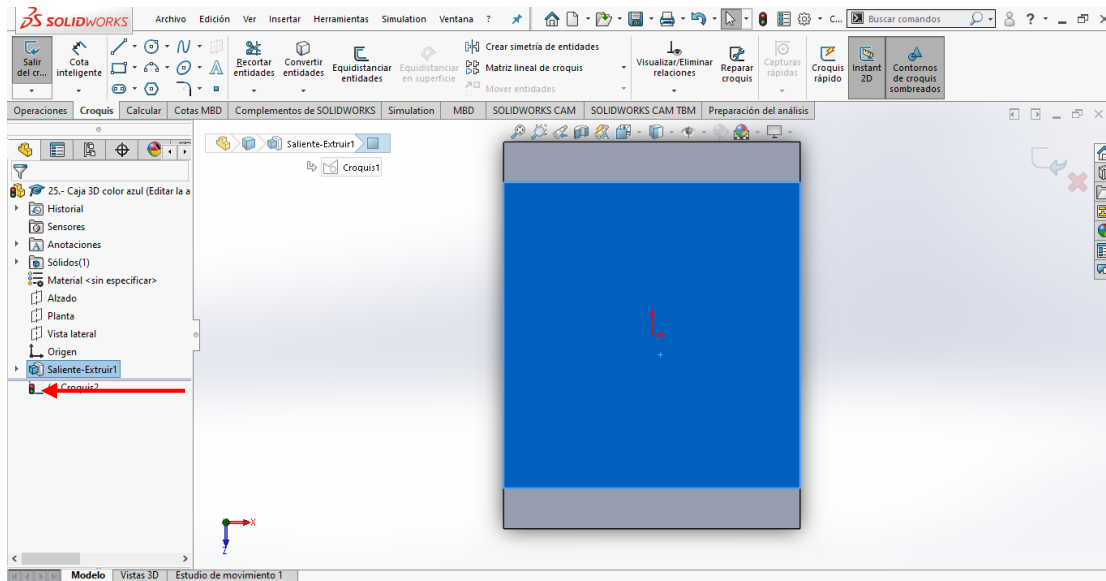 SOLIDWORKS Archivo Edición Ver Insertar Herramientas Simulation Ventana ? C... Buscar comandos ?
Salir del cr...
Cota inteligente
Recortar entidades
Convertir entidades
Equidistanciar entidades
Equidistanciar en superficie
Crear simetría de entidades
Matriz lineal de croquis
Mover entidades
Visualizar/Eliminar relaciones
Reparar croquis
Capturas rápidas
Croquis rápido
Instant 2D
Contornos de croquis sombreados
Operaciones Croquis Calcular Cotas MBD Complementos de SOLIDWORKS Simulation MBD SOLIDWORKS CAM SOLIDWORKS CAM TBM Preparación del análisis
Saliente-Extruir1
Croquis1
25.- Caja 3D color azul (Editar la a
Historial
Sensores
Anotaciones
Sólidos(1)
Material <sin especificar>
Alzado
Planta
Vista lateral
Origen
Saliente-Extruir1
(-) Croquis2
X
Z
Modelo Vistas 3D Estudio de movimiento 1